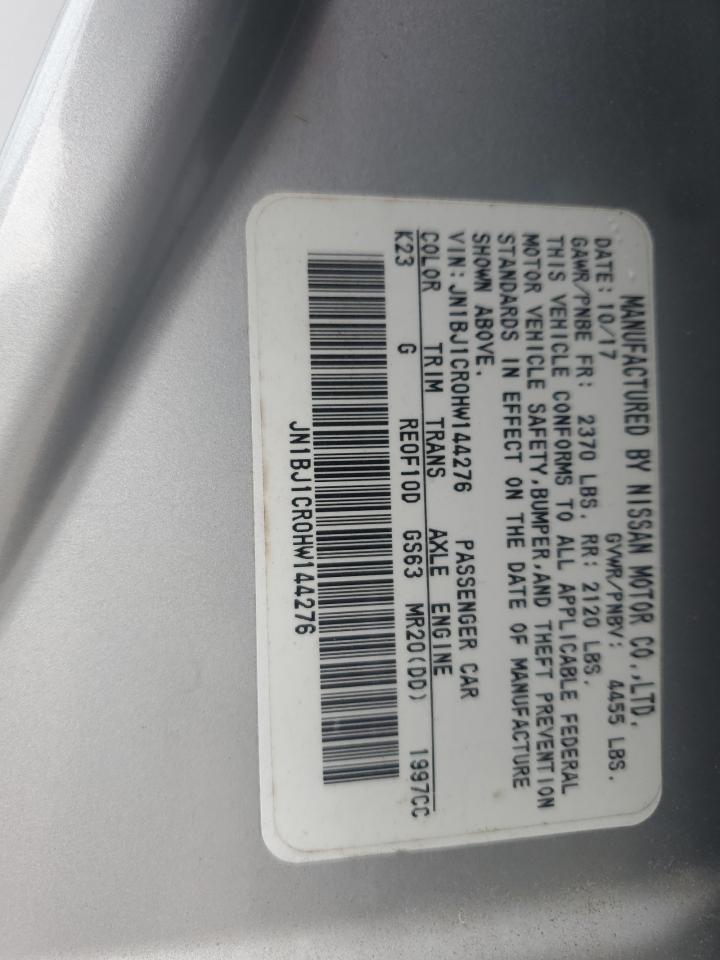 MANUFACTURED BY NISSAN MOTOR CO.,LTD.
DATE: 10/17 GVWR/PNBV: 4455 LBS.
GAWR/PNBE FR: 2370 LBS. RR: 2120 LBS.
THIS VEHICLE CONFORMS TO ALL APPLICABLE FEDERAL
MOTOR VEHICLE SAFETY,BUMPER,AND THEFT PREVENTION
STANDARDS IN EFFECT ON THE DATE OF MANUFACTURE
SHOWN ABOVE.
VIN: JN1BJ1CR0HW144276 PASSENGER CAR
COLOR TRIM TRANS AXLE ENGINE
K23 G RE0F10D GS63 MR20(DD) 1997CC
JN1BJ1CR0HW144276